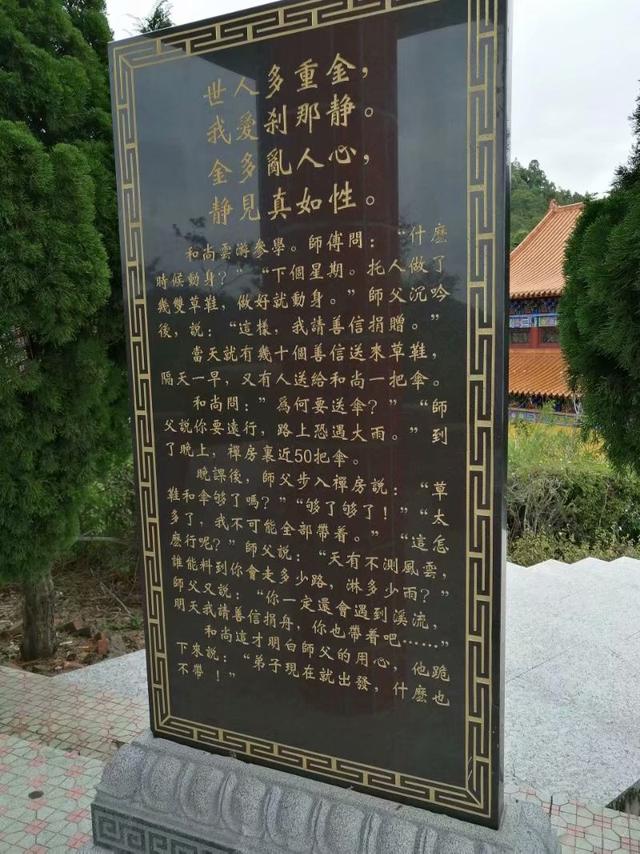 世人多重金，
我愛刹那静。
金多亂人心，
静見真如性。
和尚雲游參學。師傅問：“什麽
時候動身？”“下個星期。托人做了
幾雙草鞋，做好就動身。”師父沉吟
後，説：“這樣，我請善信捐贈。”
當天就有幾十個善信送來草鞋，
隔天一早，又有人送給和尚一把傘。
和尚問：”爲何要送傘？”“師
父説你要遠行，路上恐遇大雨。”到
了晚上，禪房裏近50把傘。
晚課後，師父步入禪房説：“草
鞋和傘够了嗎？”“够了够了！”“太
多了，我不可能全部帶着。”“這怎
麽行呢？”師父説：“天有不測風雲，
誰能料到你會走多少路，淋多少雨？”
師父又説：“你一定還會遇到溪流，
明天我請善信捐舟，你也帶着吧……”
和尚這才明白師父的用心，他跪
下來説：“弟子現在就出發，什麽也
不帶！”